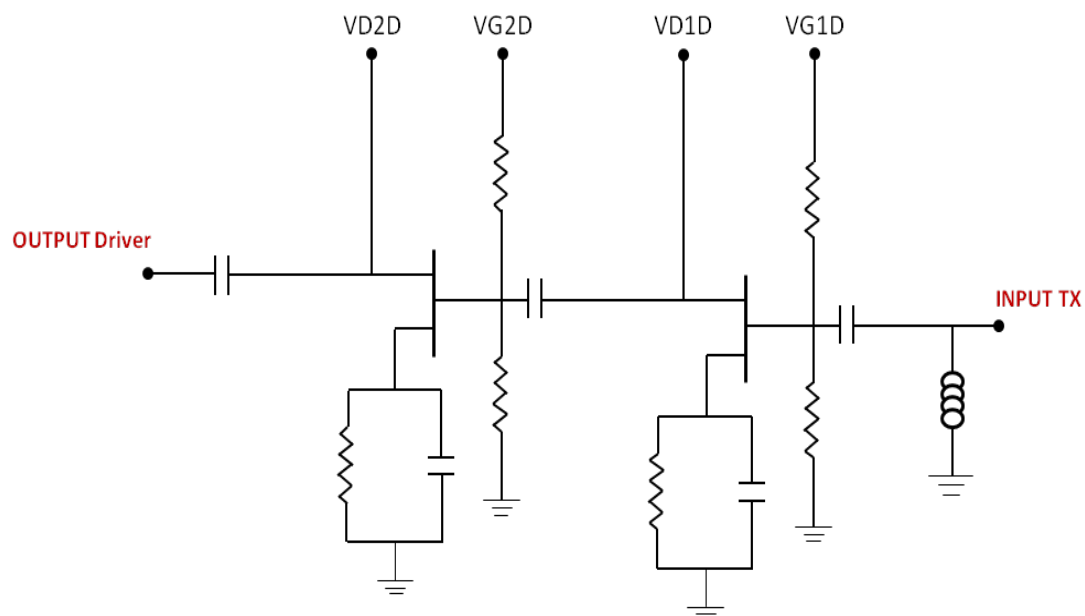 VD2D
VG2D
VD1D
VG1D
OUTPUT Driver
INPUT TX